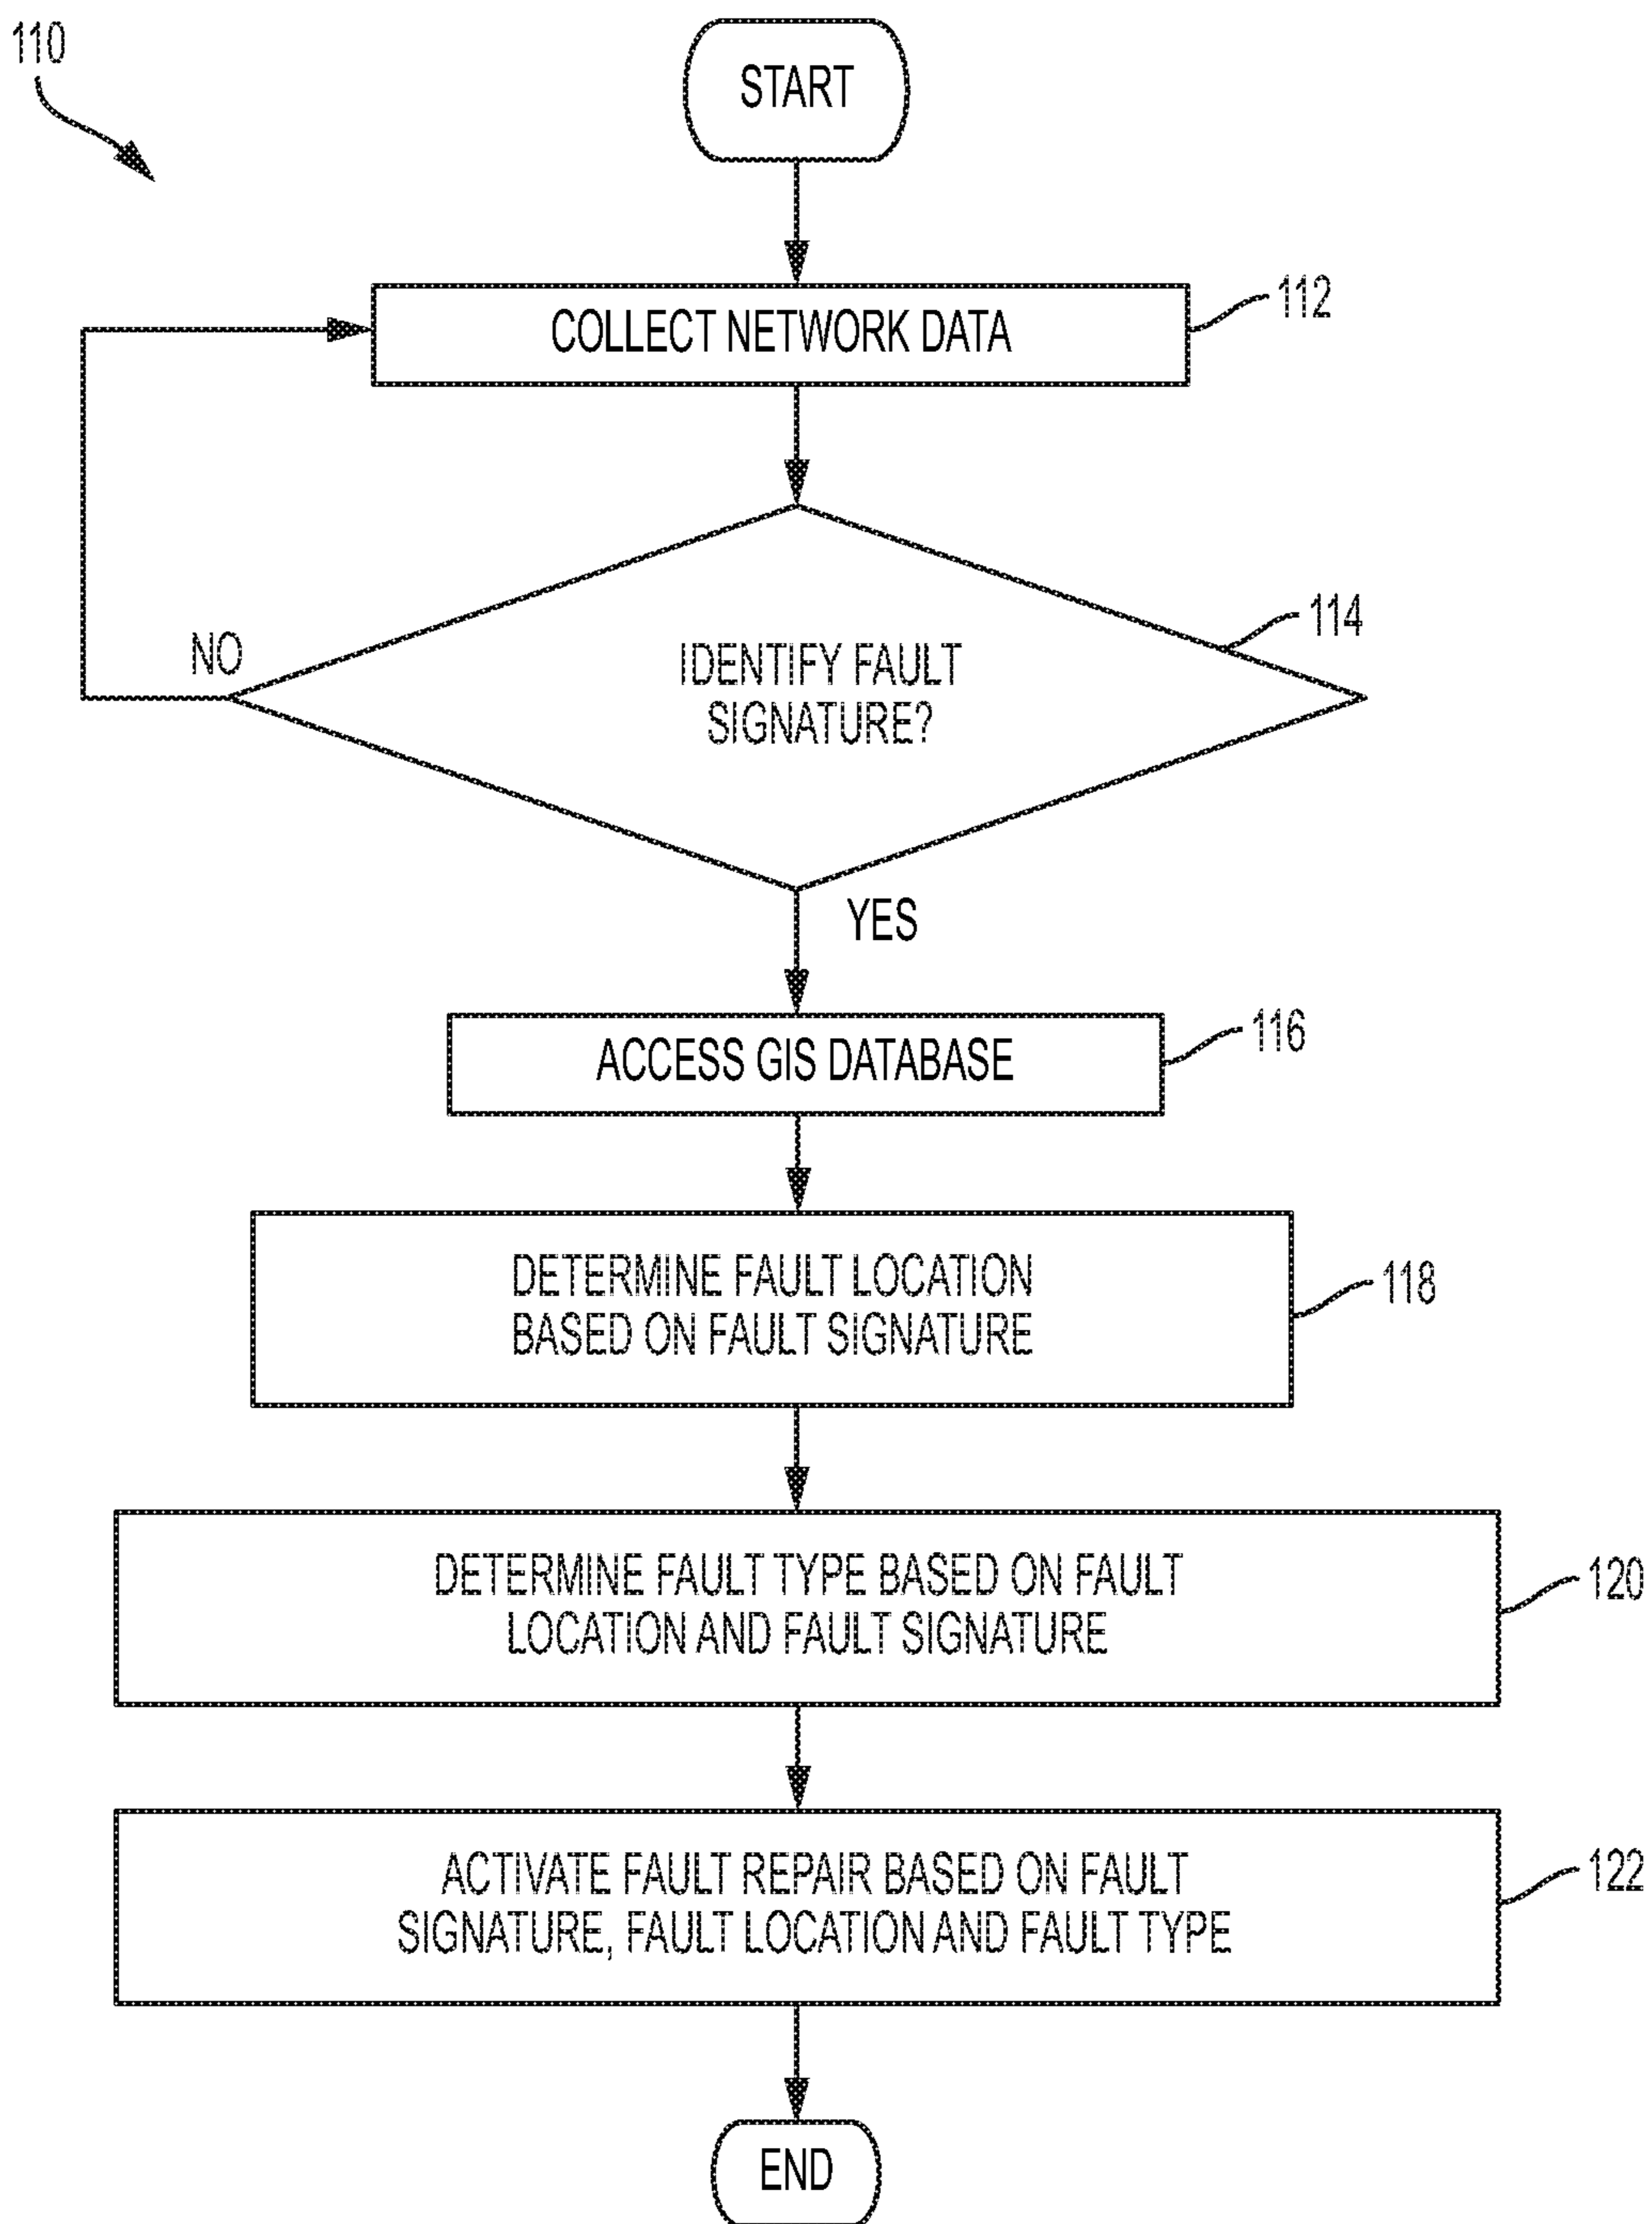 110
START
COLLECT NETWORK DATA
112
IDENTIFY FAULT
SIGNATURE?
114
NO
YES
ACCESS GIS DATABASE
116
DETERMINE FAULT LOCATION
BASED ON FAULT SIGNATURE
118
DETERMINE FAULT TYPE BASED ON FAULT
LOCATION AND FAULT SIGNATURE
120
ACTIVATE FAULT REPAIR BASED ON FAULT
SIGNATURE, FAULT LOCATION AND FAULT TYPE
122
END